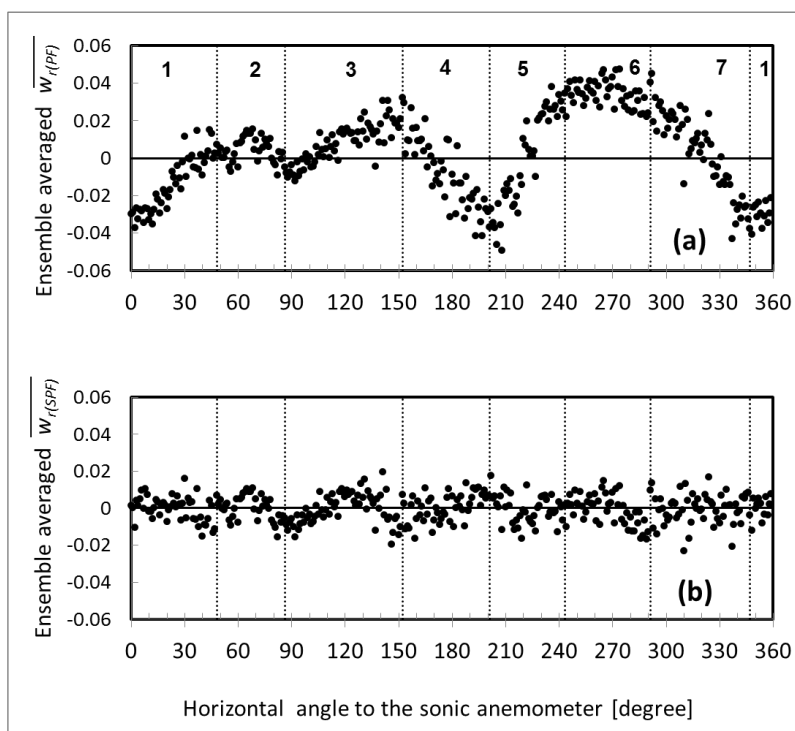 Ensemble averaged w_r(PF)
0.06
0.04
0.02
0
-0.02
-0.04
-0.06
1 2 3 4 5 6 7 1
(a)
0 30 60 90 120 150 180 210 240 270 300 330 360
Ensemble averaged w_r(SPF)
0.06
0.04
0.02
0
-0.02
-0.04
-0.06
(b)
0 30 60 90 120 150 180 210 240 270 300 330 360
Horizontal angle to the sonic anemometer [degree]